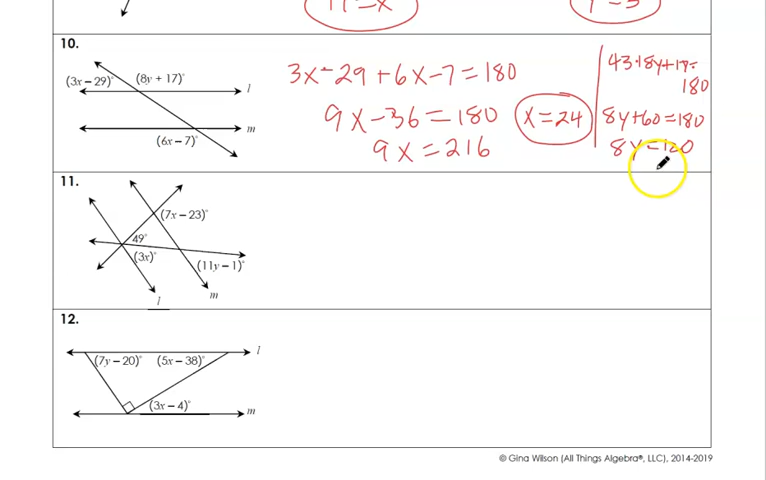 17 = x
10.
(3x − 29)° (8y + 17)° l
m
(6x − 7)°
3x − 29 + 6x − 7 = 180
9x − 36 = 180
9x = 216
x = 24
43 + 8y + 17 =
180
8y + 60 = 180
8y = 120
11.
(7x − 23)°
49°
(3x)°
(11y − 1)°
l
m
12.
l
(7y − 20)° (5x − 38)°
(3x − 4)°
m
© Gina Wilson (All Things Algebra®, LLC), 2014-2019